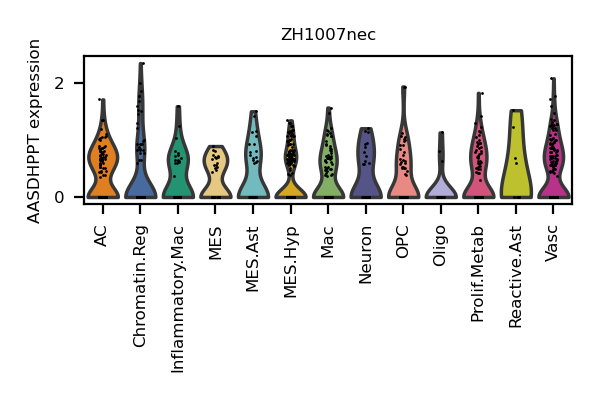 ZH1007nec
AASDHPPT expression
2
0
AC
Chromatin.Reg
Inflammatory.Mac
MES
MES.Ast
MES.Hyp
Mac
Neuron
OPC
Oligo
Prolif.Metab
Reactive.Ast
Vasc